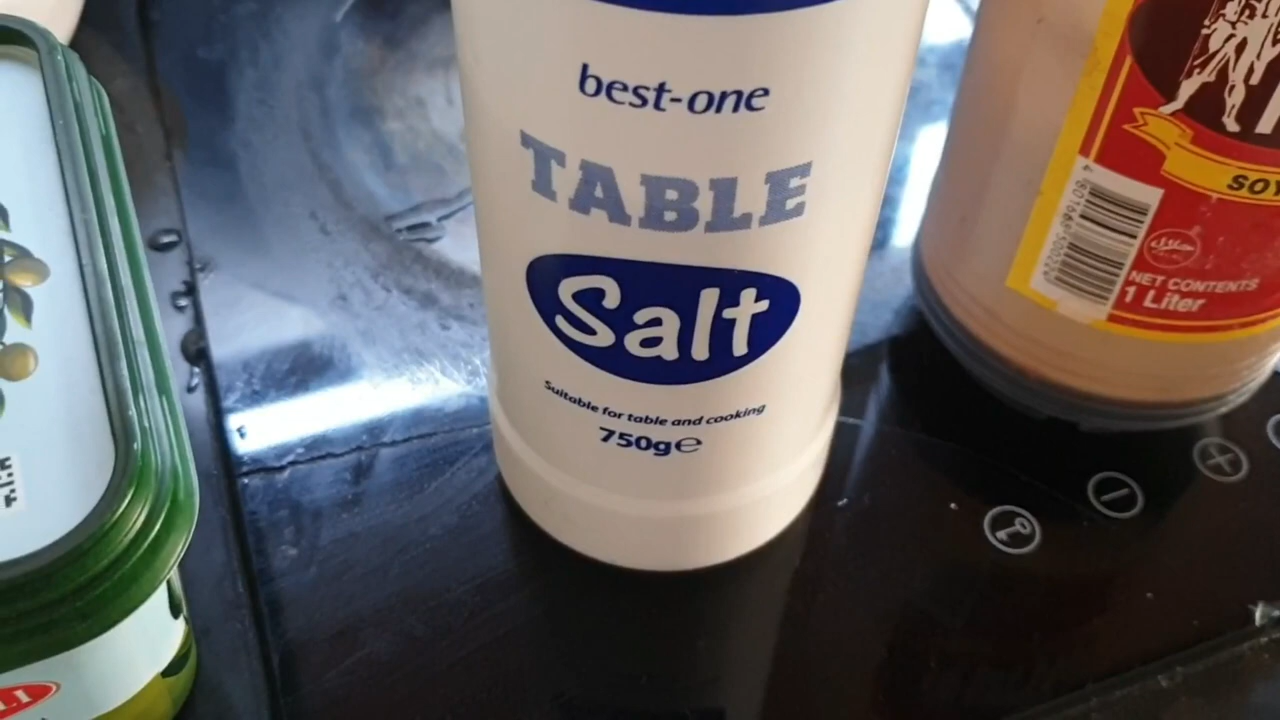 best-one
TABLE
Salt
Suitable for table and cooking
750g℮
NET CONTENTS
1 Liter